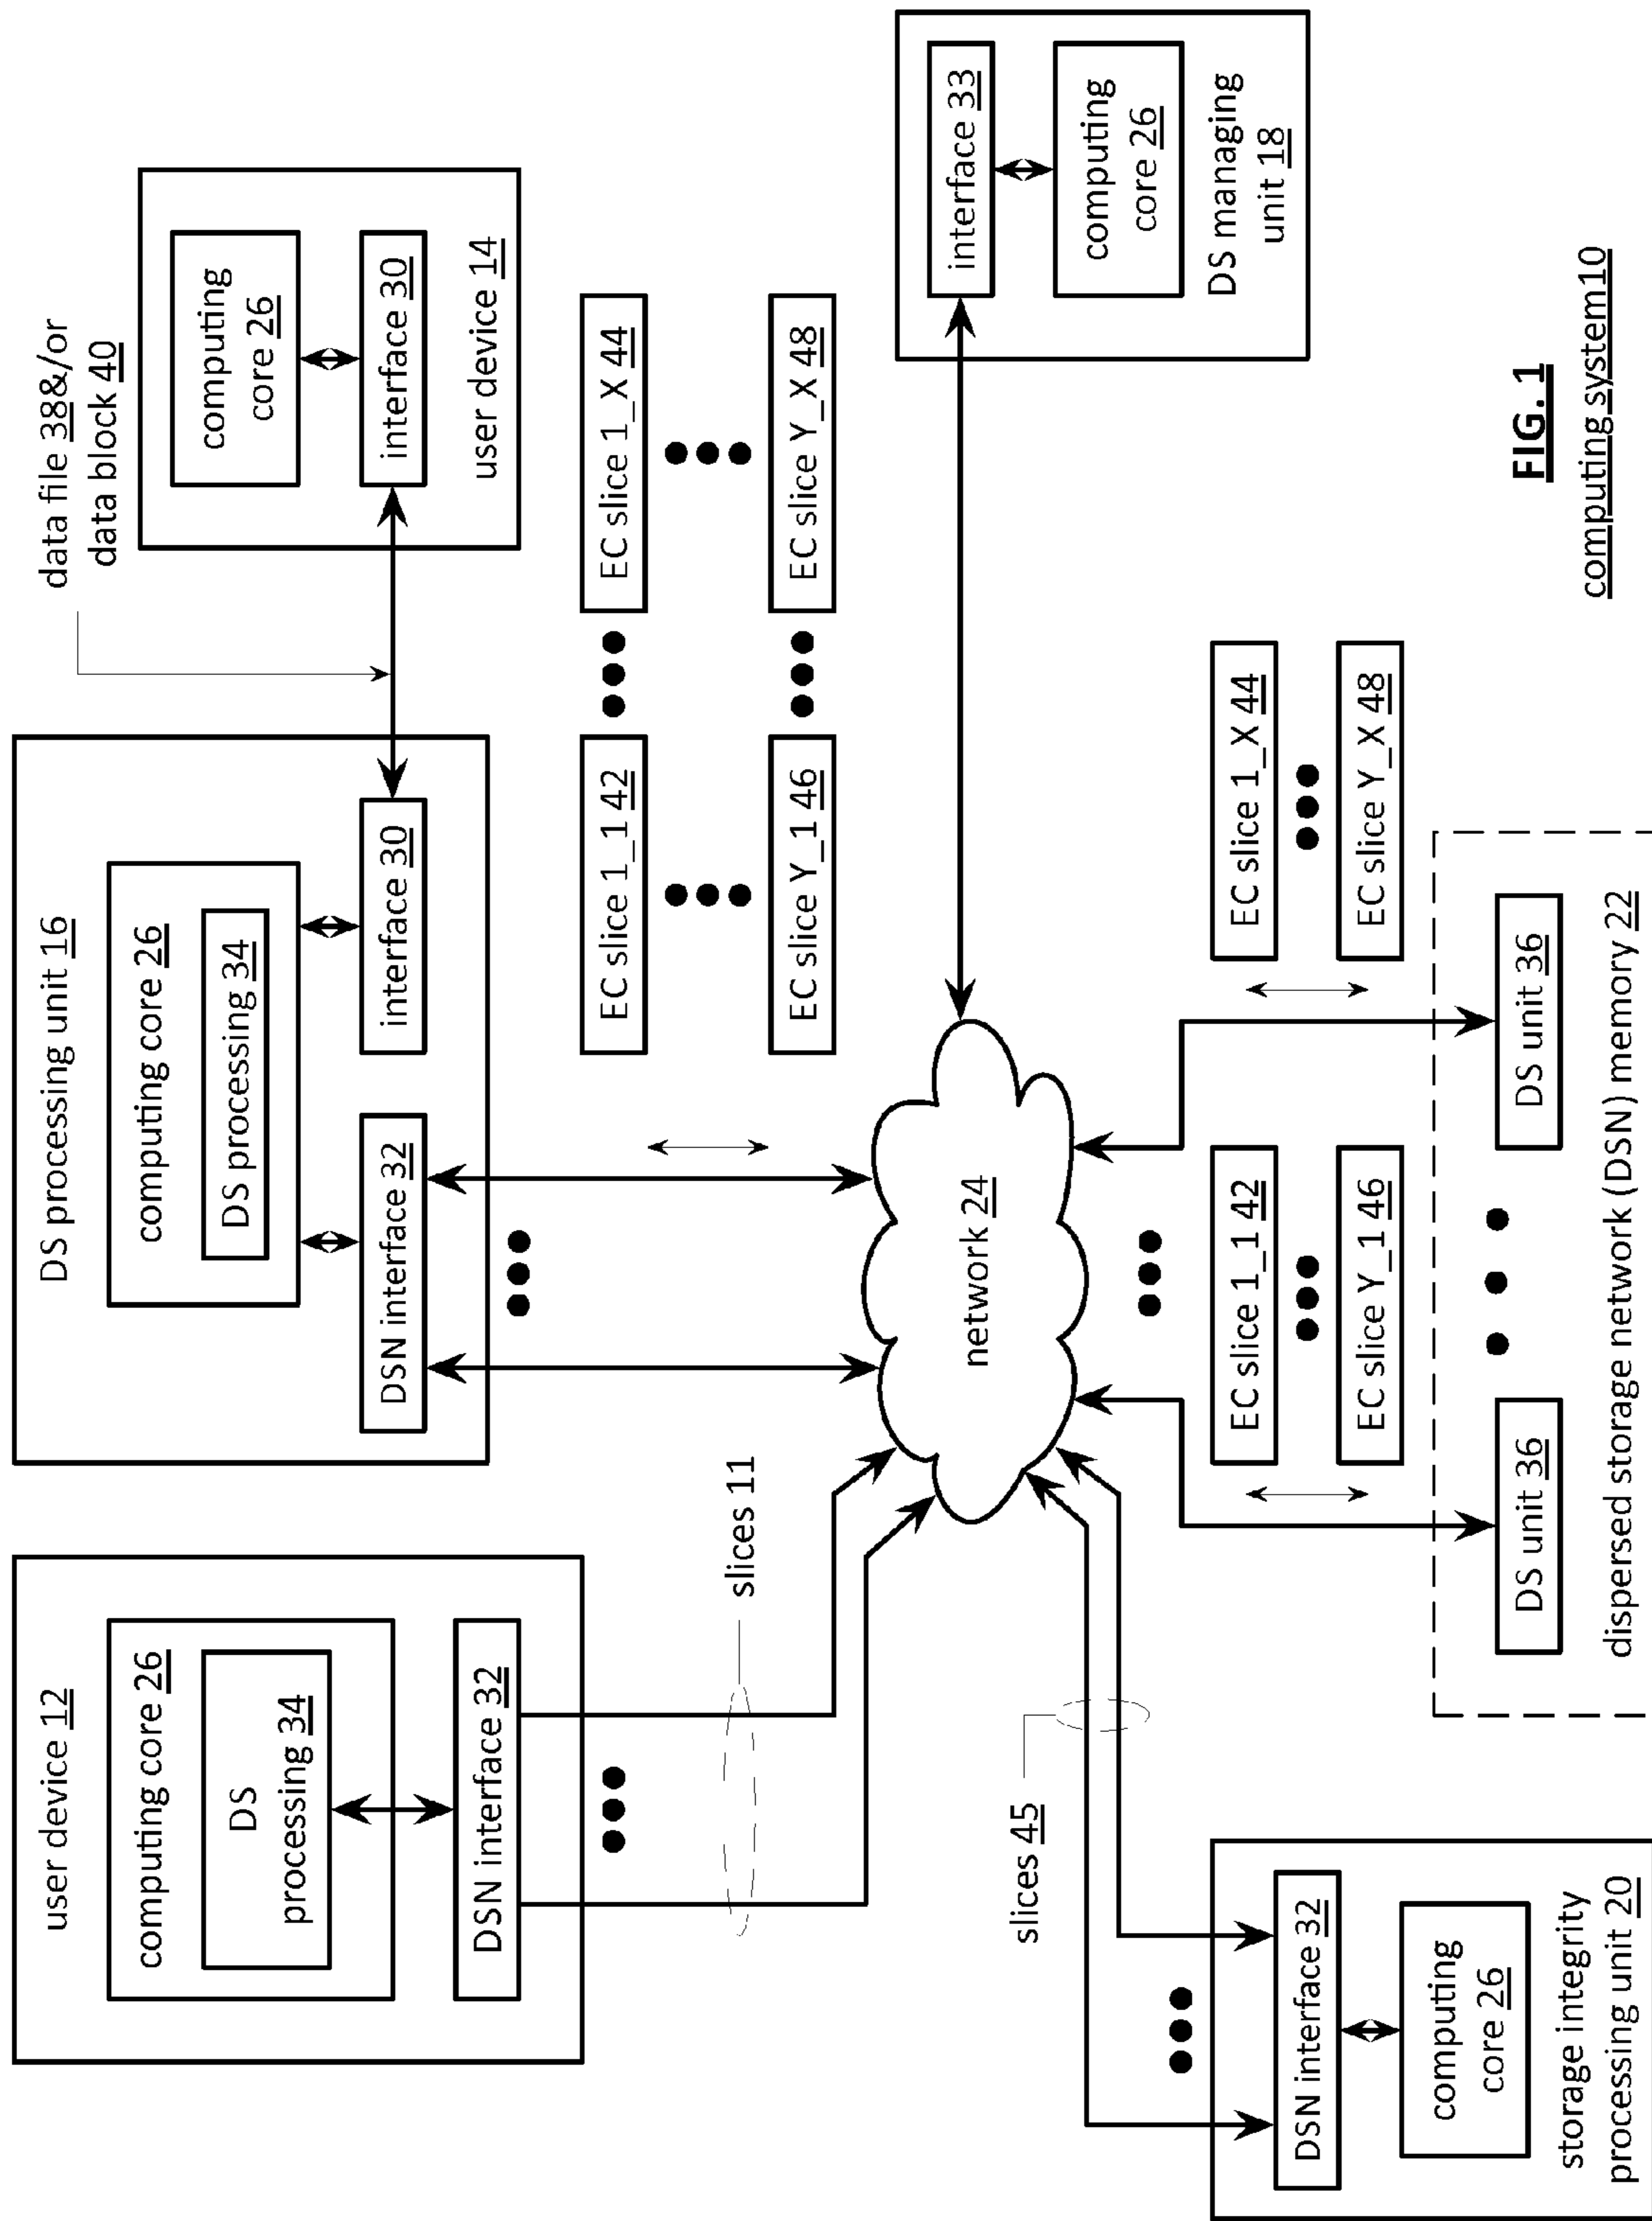 user device 12
computing core 26
DS
processing 34
DSN interface 32
slices 11
DS processing unit 16
computing core 26
DS processing 34
DSN interface 32
interface 30
data file 38&/or
data block 40
computing
core 26
interface 30
user device 14
EC slice 1_1 42
EC slice 1_X 44
EC slice Y_1 46
EC slice Y_X 48
network 24
interface 33
computing
core 26
DS managing
unit 18
slices 45
DSN interface 32
computing
core 26
storage integrity
processing unit 20
EC slice 1_1 42
EC slice Y_1 46
EC slice 1_X 44
EC slice Y_X 48
DS unit 36
DS unit 36
dispersed storage network (DSN) memory 22
FIG. 1
computing system10